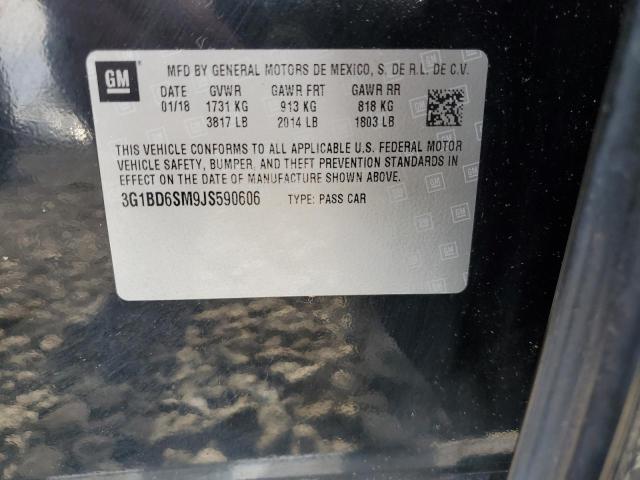 GM
MFD BY GENERAL MOTORS DE MEXICO, S. DE R.L. DE C.V.
DATE GVWR GAWR FRT GAWR RR
01/18 1731 KG 913 KG 818 KG
3817 LB 2014 LB 1803 LB
THIS VEHICLE CONFORMS TO ALL APPLICABLE U.S. FEDERAL MOTOR
VEHICLE SAFETY, BUMPER, AND THEFT PREVENTION STANDARDS IN
EFFECT ON THE DATE OF MANUFACTURE SHOWN ABOVE.
3G1BD6SM9JS590606 TYPE: PASS CAR